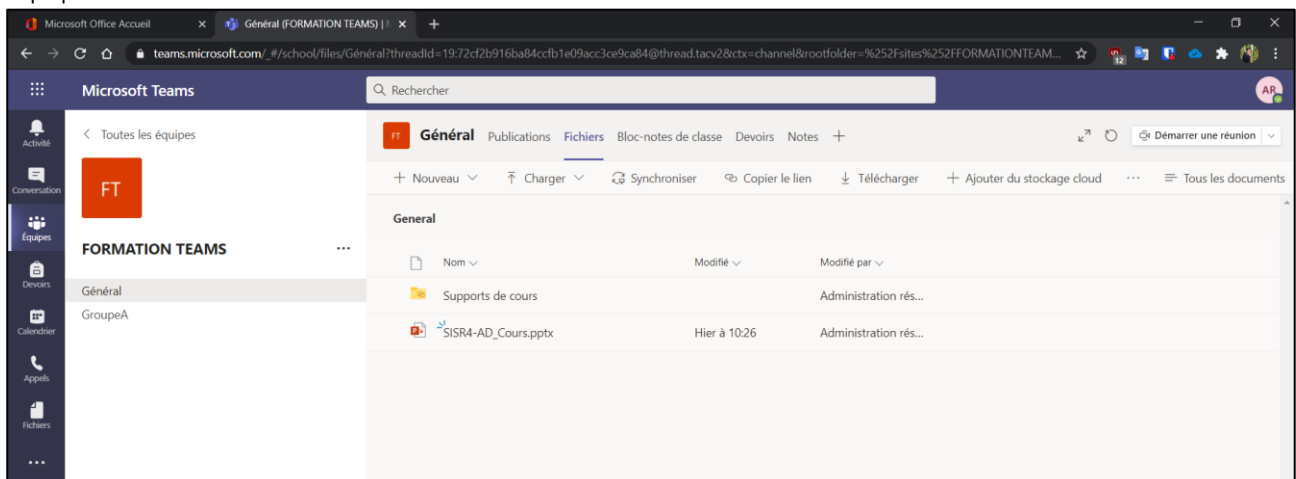 Microsoft Office Accueil
Général (FORMATION TEAMS) |
teams.microsoft.com/_#/school/files/Général?threadId=19:72cf2b916ba84ccfb1e09acc3ce9ca84@thread.tacv2&ctx=channel&rootfolder=%252Fsites%252FFORMATIONTEAM...
12
Microsoft Teams
Rechercher
AR
Activité
Conversation
Équipes
Devoirs
Calendrier
Appels
Fichiers
Toutes les équipes
FT
FORMATION TEAMS
Général
GroupeA
FT Général Publications Fichiers Bloc-notes de classe Devoirs Notes
Démarrer une réunion
Nouveau Charger Synchroniser Copier le lien Télécharger + Ajouter du stockage cloud ... Tous les documents
General
Nom Modifié Modifié par
Supports de cours Administration rés...
SISR4-AD_Cours.pptx Hier à 10:26 Administration rés...